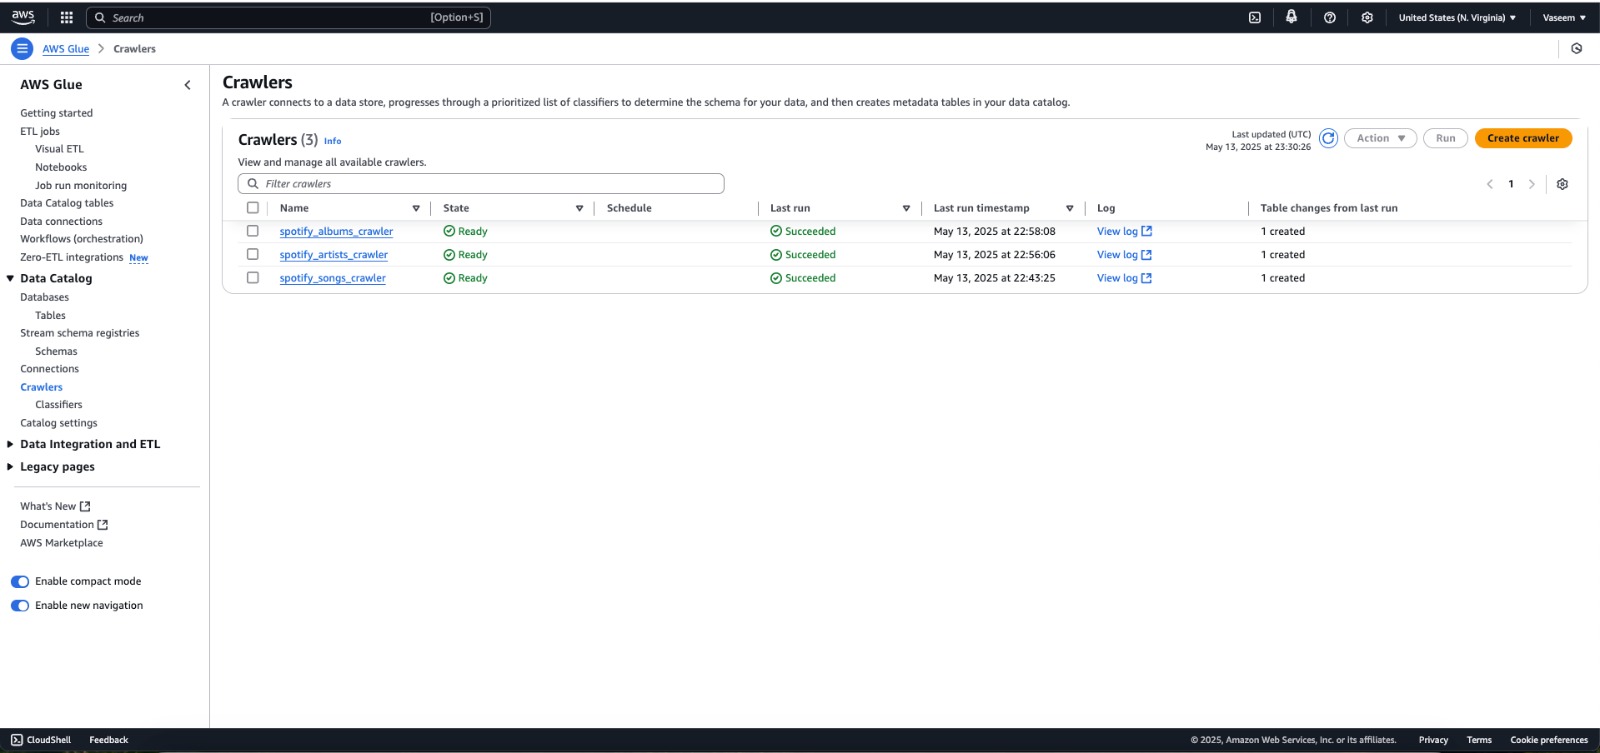 aws
Search [Option+S]
United States (N. Virginia)
Vaseem
AWS Glue
Crawlers
AWS Glue
Getting started
ETL jobs
Visual ETL
Notebooks
Job run monitoring
Data Catalog tables
Data connections
Workflows (orchestration)
Zero-ETL integrations New
Data Catalog
Databases
Tables
Stream schema registries
Schemas
Connections
Crawlers
Classifiers
Catalog settings
Data Integration and ETL
Legacy pages
What's New
Documentation
AWS Marketplace
Enable compact mode
Enable new navigation
Crawlers
A crawler connects to a data store, progresses through a prioritized list of classifiers to determine the schema for your data, and then creates metadata tables in your data catalog.
Crawlers (3) Info
View and manage all available crawlers.
Last updated (UTC)
May 13, 2025 at 23:30:26
Action
Run
Create crawler
Filter crawlers
1
Name State Schedule Last run Last run timestamp Log Table changes from last run
spotify_albums_crawler Ready Succeeded May 13, 2025 at 22:58:08 View log 1 created
spotify_artists_crawler Ready Succeeded May 13, 2025 at 22:56:06 View log 1 created
spotify_songs_crawler Ready Succeeded May 13, 2025 at 22:43:25 View log 1 created
CloudShell Feedback
© 2025, Amazon Web Services, Inc. or its affiliates. Privacy Terms Cookie preferences